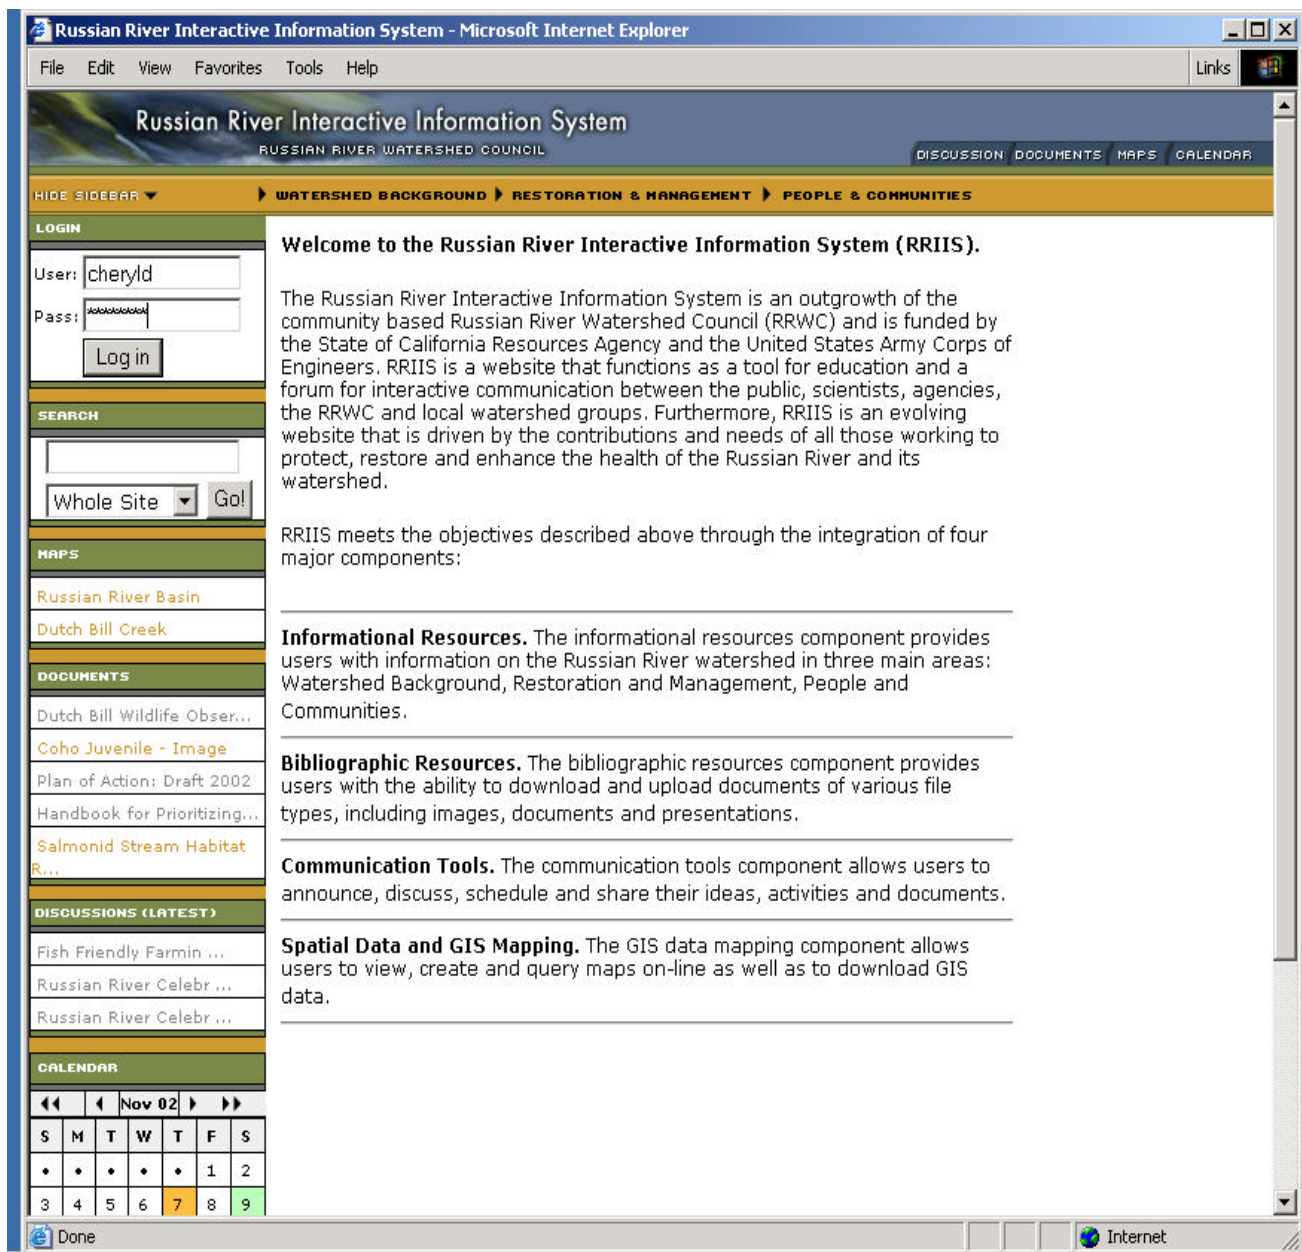 Russian River Interactive Information System - Microsoft Internet Explorer
File Edit View Favorites Tools Help Links
Russian River Interactive Information System
RUSSIAN RIVER WATERSHED COUNCIL
DISCUSSION DOCUMENTS MAPS CALENDAR
HIDE SIDEBAR WATERSHED BACKGROUND RESTORATION & MANAGEMENT PEOPLE & COMMUNITIES
LOGIN
User: cheryld
Pass: *********
Log in
SEARCH
Whole Site Go!
MAPS
Russian River Basin
Dutch Bill Creek
DOCUMENTS
Dutch Bill Wildlife Obser...
Coho Juvenile - Image
Plan of Action: Draft 2002
Handbook for Prioritizing...
Salmonid Stream Habitat
R...
DISCUSSIONS (LATEST)
Fish Friendly Farmin ...
Russian River Celebr ...
Russian River Celebr ...
CALENDAR
Nov 02
S M T W T F S
• • • • • 1 2
3 4 5 6 7 8 9
Welcome to the Russian River Interactive Information System (RRIIS).
The Russian River Interactive Information System is an outgrowth of the
community based Russian River Watershed Council (RRWC) and is funded by
the State of California Resources Agency and the United States Army Corps of
Engineers. RRIIS is a website that functions as a tool for education and a
forum for interactive communication between the public, scientists, agencies,
the RRWC and local watershed groups. Furthermore, RRIIS is an evolving
website that is driven by the contributions and needs of all those working to
protect, restore and enhance the health of the Russian River and its
watershed.
RRIIS meets the objectives described above through the integration of four
major components:
Informational Resources. The informational resources component provides
users with information on the Russian River watershed in three main areas:
Watershed Background, Restoration and Management, People and
Communities.
Bibliographic Resources. The bibliographic resources component provides
users with the ability to download and upload documents of various file
types, including images, documents and presentations.
Communication Tools. The communication tools component allows users to
announce, discuss, schedule and share their ideas, activities and documents.
Spatial Data and GIS Mapping. The GIS data mapping component allows
users to view, create and query maps on-line as well as to download GIS
data.
Done Internet